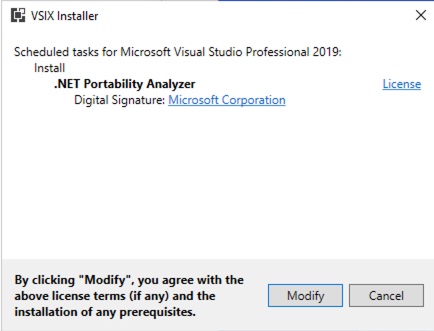 VSIX Installer
Scheduled tasks for Microsoft Visual Studio Professional 2019:
Install
.NET Portability Analyzer License
Digital Signature: Microsoft Corporation
By clicking "Modify", you agree with the
above license terms (if any) and the
installation of any prerequisites.
Modify Cancel